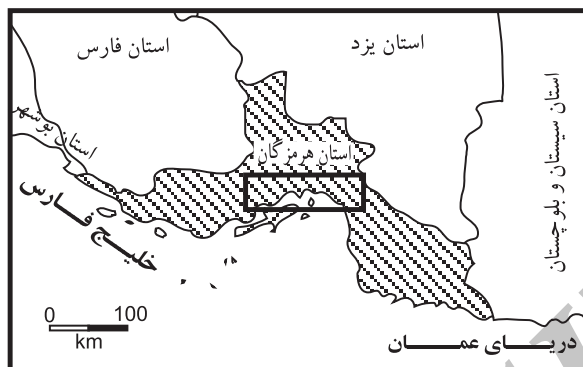 استان یزد
استان فارس
استان سیستان و بلوچستان
استان بوشهر
استان هرمزگان
خلیج فارس
0 100
km
دریای عمان